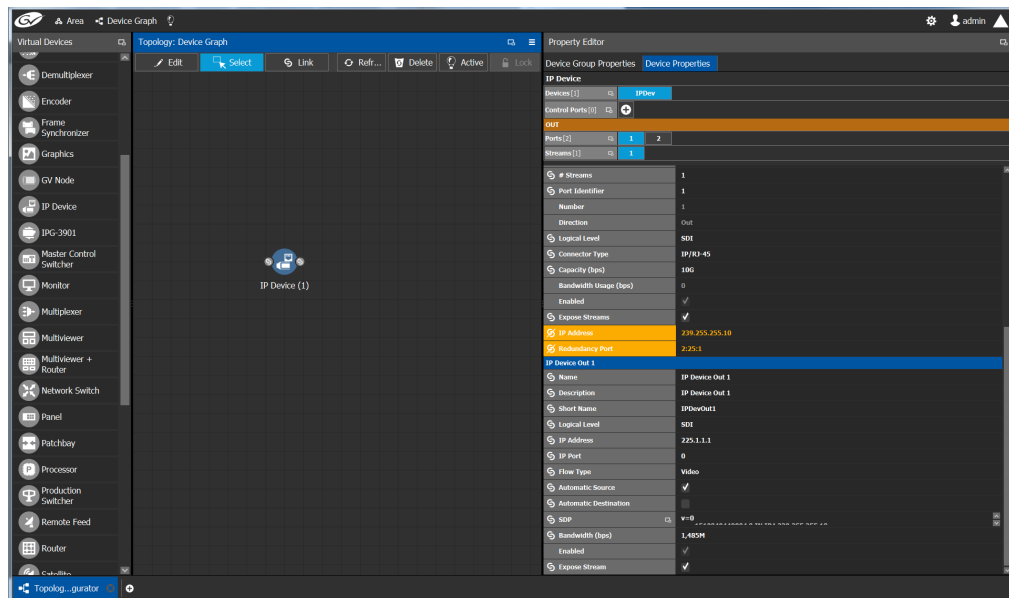 GV Area Device Graph admin
Virtual Devices
Demultiplexer
Encoder
Frame
Synchronizer
Graphics
GV Node
IP Device
IPG-3901
Master Control
Switcher
Monitor
Multiplexer
Multiviewer
Multiviewer +
Router
Network Switch
Panel
Patchbay
Processor
Production
Switcher
Remote Feed
Router
Satellite
Topology: Device Graph
Edit Select Link Refr... Delete Active Lock
IP Device (1)
Property Editor
Device Group Properties Device Properties
IP Device
Devices [1] IPDev
Control Ports [0]
OUT
Ports [2] 1 2
Streams [1] 1
# Streams 1
Port Identifier 1
Number 1
Direction Out
Logical Level SDI
Connector Type IP/RJ-45
Capacity (bps) 10G
Bandwidth Usage (bps) 0
Enabled
Expose Streams
IP Address 239.255.255.10
Redundancy Port 2:25:1
IP Device Out 1
Name IP Device Out 1
Description IP Device Out 1
Short Name IPDevOut1
Logical Level SDI
IP Address 225.1.1.1
IP Port 0
Flow Type Video
Automatic Source
Automatic Destination
SDP v=0
Bandwidth (bps) 1,485M
Enabled
Expose Stream
Topolog...gurator